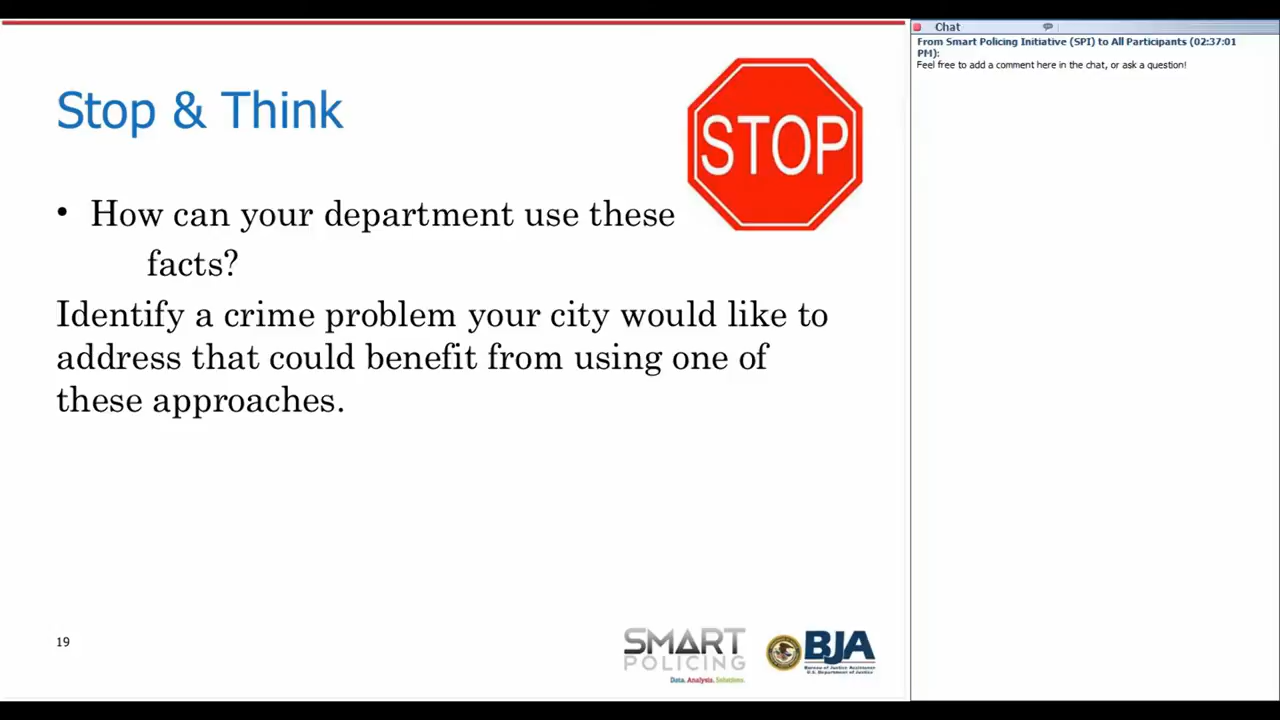 Stop & Think
STOP
• How can your department use these
facts?
Identify a crime problem your city would like to
address that could benefit from using one of
these approaches.
19
SMART
POLICING
Data. Analysis. Solutions.
BJA
Bureau of Justice Assistance
U.S. Department of Justice
Chat
From Smart Policing Initiative (SPI) to All Participants (02:37:01
PM):
Feel free to add a comment here in the chat, or ask a question!